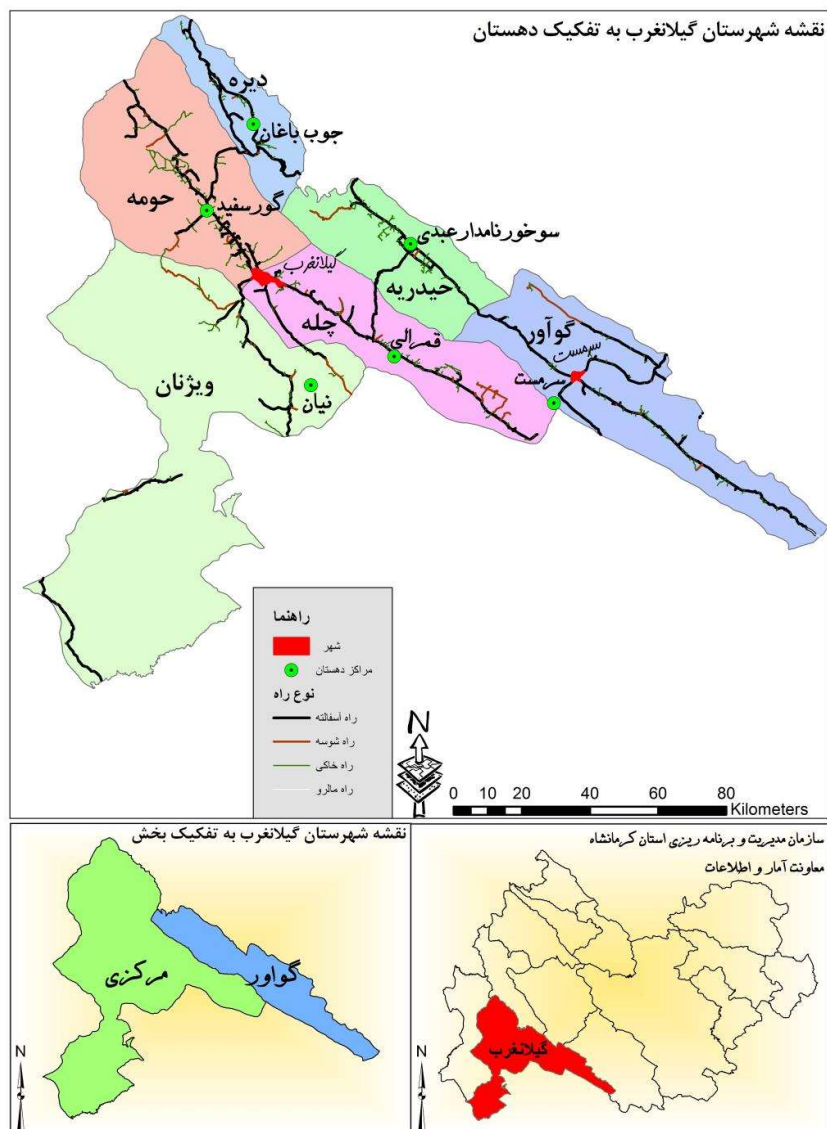 نقشه شهرستان گیلانغرب به تفکیک دهستان
دیره
جوب باغان
حومه
گورسفید
سوخور نامدار عبدی
حیدریه
گیلانغرب
چله
قمرالی
گوآور
سرمست
سرمست
ویژنان
نیان
راهنما
شهر
مراکز دهستان
نوع راه
راه آسفالته
راه شوسه
راه خاکی
راه مالرو
N
0 20 40 60 80
Kilometers
نقشه شهرستان گیلانغرب به تفکیک بخش
مرکزی
گواور
N
سازمان مدیریت و برنامه ریزی استان کرمانشاه
معاونت آمار و اطلاعات
گیلانغرب
N